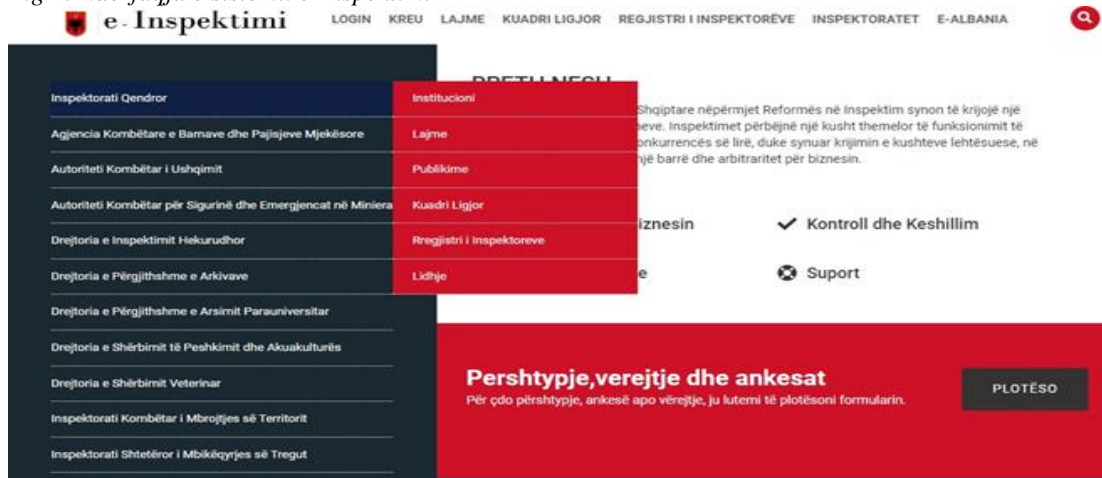 e-Inspektimi
LOGIN KREU LAJME KUADRI LIGJOR REGJISTRI I INSPEKTORËVE INSPEKTORATET E-ALBANIA
Inspektorati Qendror
Agjencia Kombëtare e Barnave dhe Pajisjeve Mjekësore
Autoriteti Kombëtar i Ushqimit
Autoriteti Kombëtar për Sigurinë dhe Emergjencat në Miniera
Drejtoria e Inspektimit Hekurudhor
Drejtoria e Përgjithshme e Arkivave
Drejtoria e Përgjithshme e Arsimit Parauniversitar
Drejtoria e Shërbimit të Peshkimit dhe Akuakulturës
Drejtoria e Shërbimit Veterinar
Inspektorati Kombëtar i Mbrojtjes së Territorit
Inspektorati Shtetëror i Mbikëqyrjes së Tregut
Institucioni
Lajme
Publikime
Kuadri Ligjor
Rregjistri i Inspektoreve
Lidhje
Shqiptare nëpërmjet Reformës në Inspektim synon të krijojë një
Inspektimet përbëjnë një kusht themelor të funksionimit të
së lirë, duke synuar krijimin e kushteve lehtësuese, në
një barrë dhe arbitraritet për biznesin.
Kontroll dhe Keshillim
Suport
Pershtypje,verejtje dhe ankesat
Për çdo përshtypje, ankesë apo vërejtje, ju lutemi të plotësoni formularin.
PLOTËSO